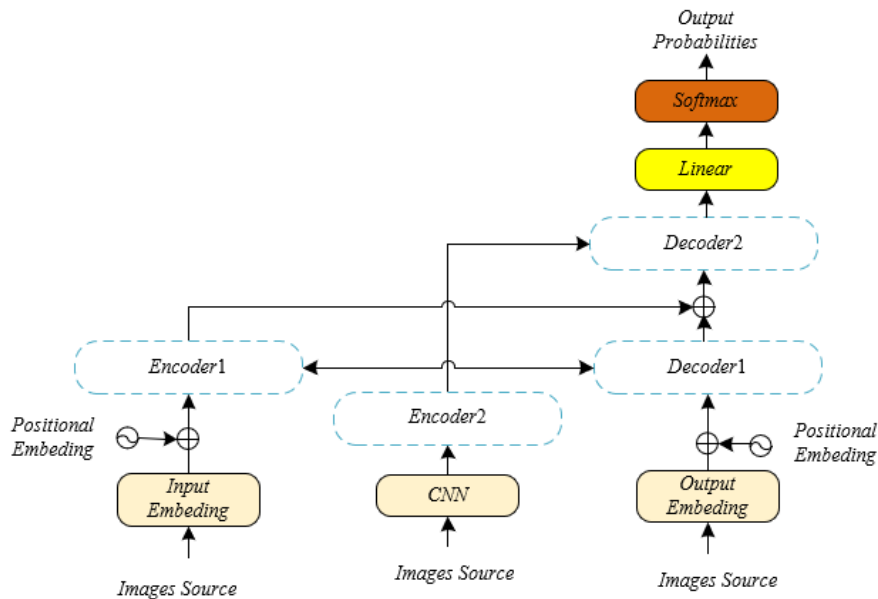 Output
Probabilities
Softmax
Linear
Decoder2
Encoder1
Decoder1
Encoder2
Positional
Embeding
Positional
Embeding
Input
Embeding
CNN
Output
Embeding
Images Source
Images Source
Images Source